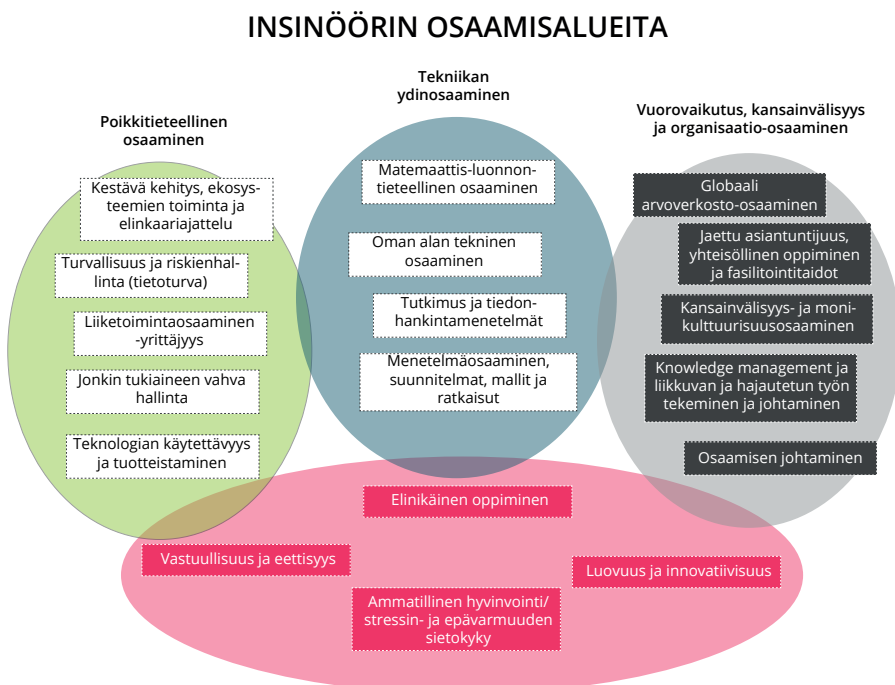 INSINÖÖRIN OSAAMISALUEITA
Poikkitieteellinen
osaaminen
Kestävä kehitys, ekosys-
teemien toiminta ja
elinkaariajattelu
Turvallisuus ja riskienhal-
linta (tietoturva)
Liiketoimintaosaaminen
-yrittäjyys
Jonkin tukiaineen vahva
hallinta
Teknologian käytettävyys
ja tuotteistaminen
Tekniikan
ydinosaaminen
Matemaattis-luonnon-
tieteellinen osaaminen
Oman alan tekninen
osaaminen
Tutkimus ja tiedon-
hankintamenetelmät
Menetelmäosaaminen,
suunnitelmat, mallit ja
ratkaisut
Vuorovaikutus, kansainvälisyys
ja organisaatio-osaaminen
Globaali
arvoverkosto-osaaminen
Jaettu asiantuntijuus,
yhteisöllinen oppiminen
ja fasilitointitaidot
Kansainvälisyys- ja moni-
kulttuurisuusosaaminen
Knowledge management ja
liikkuvan ja hajautetun työn
tekeminen ja johtaminen
Osaamisen johtaminen
Elinikäinen oppiminen
Vastuullisuus ja eettisyys
Luovuus ja innovatiivisuus
Ammatillinen hyvinvointi/
stressin- ja epävarmuuden
sietokyky